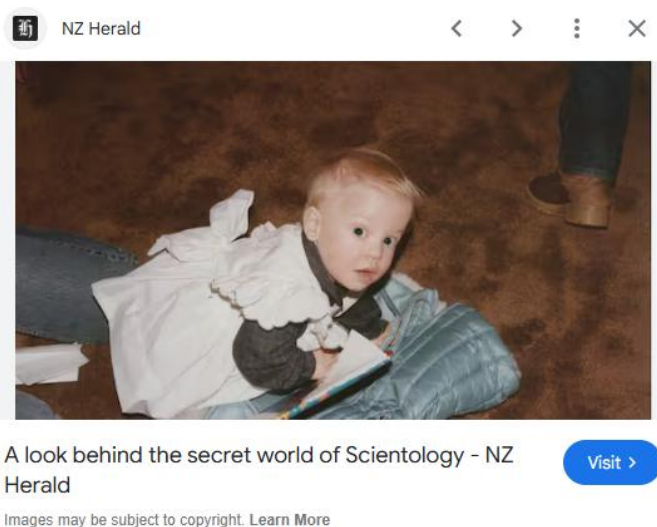 NZ Herald
A look behind the secret world of Scientology - NZ
Herald
Visit >
Images may be subject to copyright. Learn More